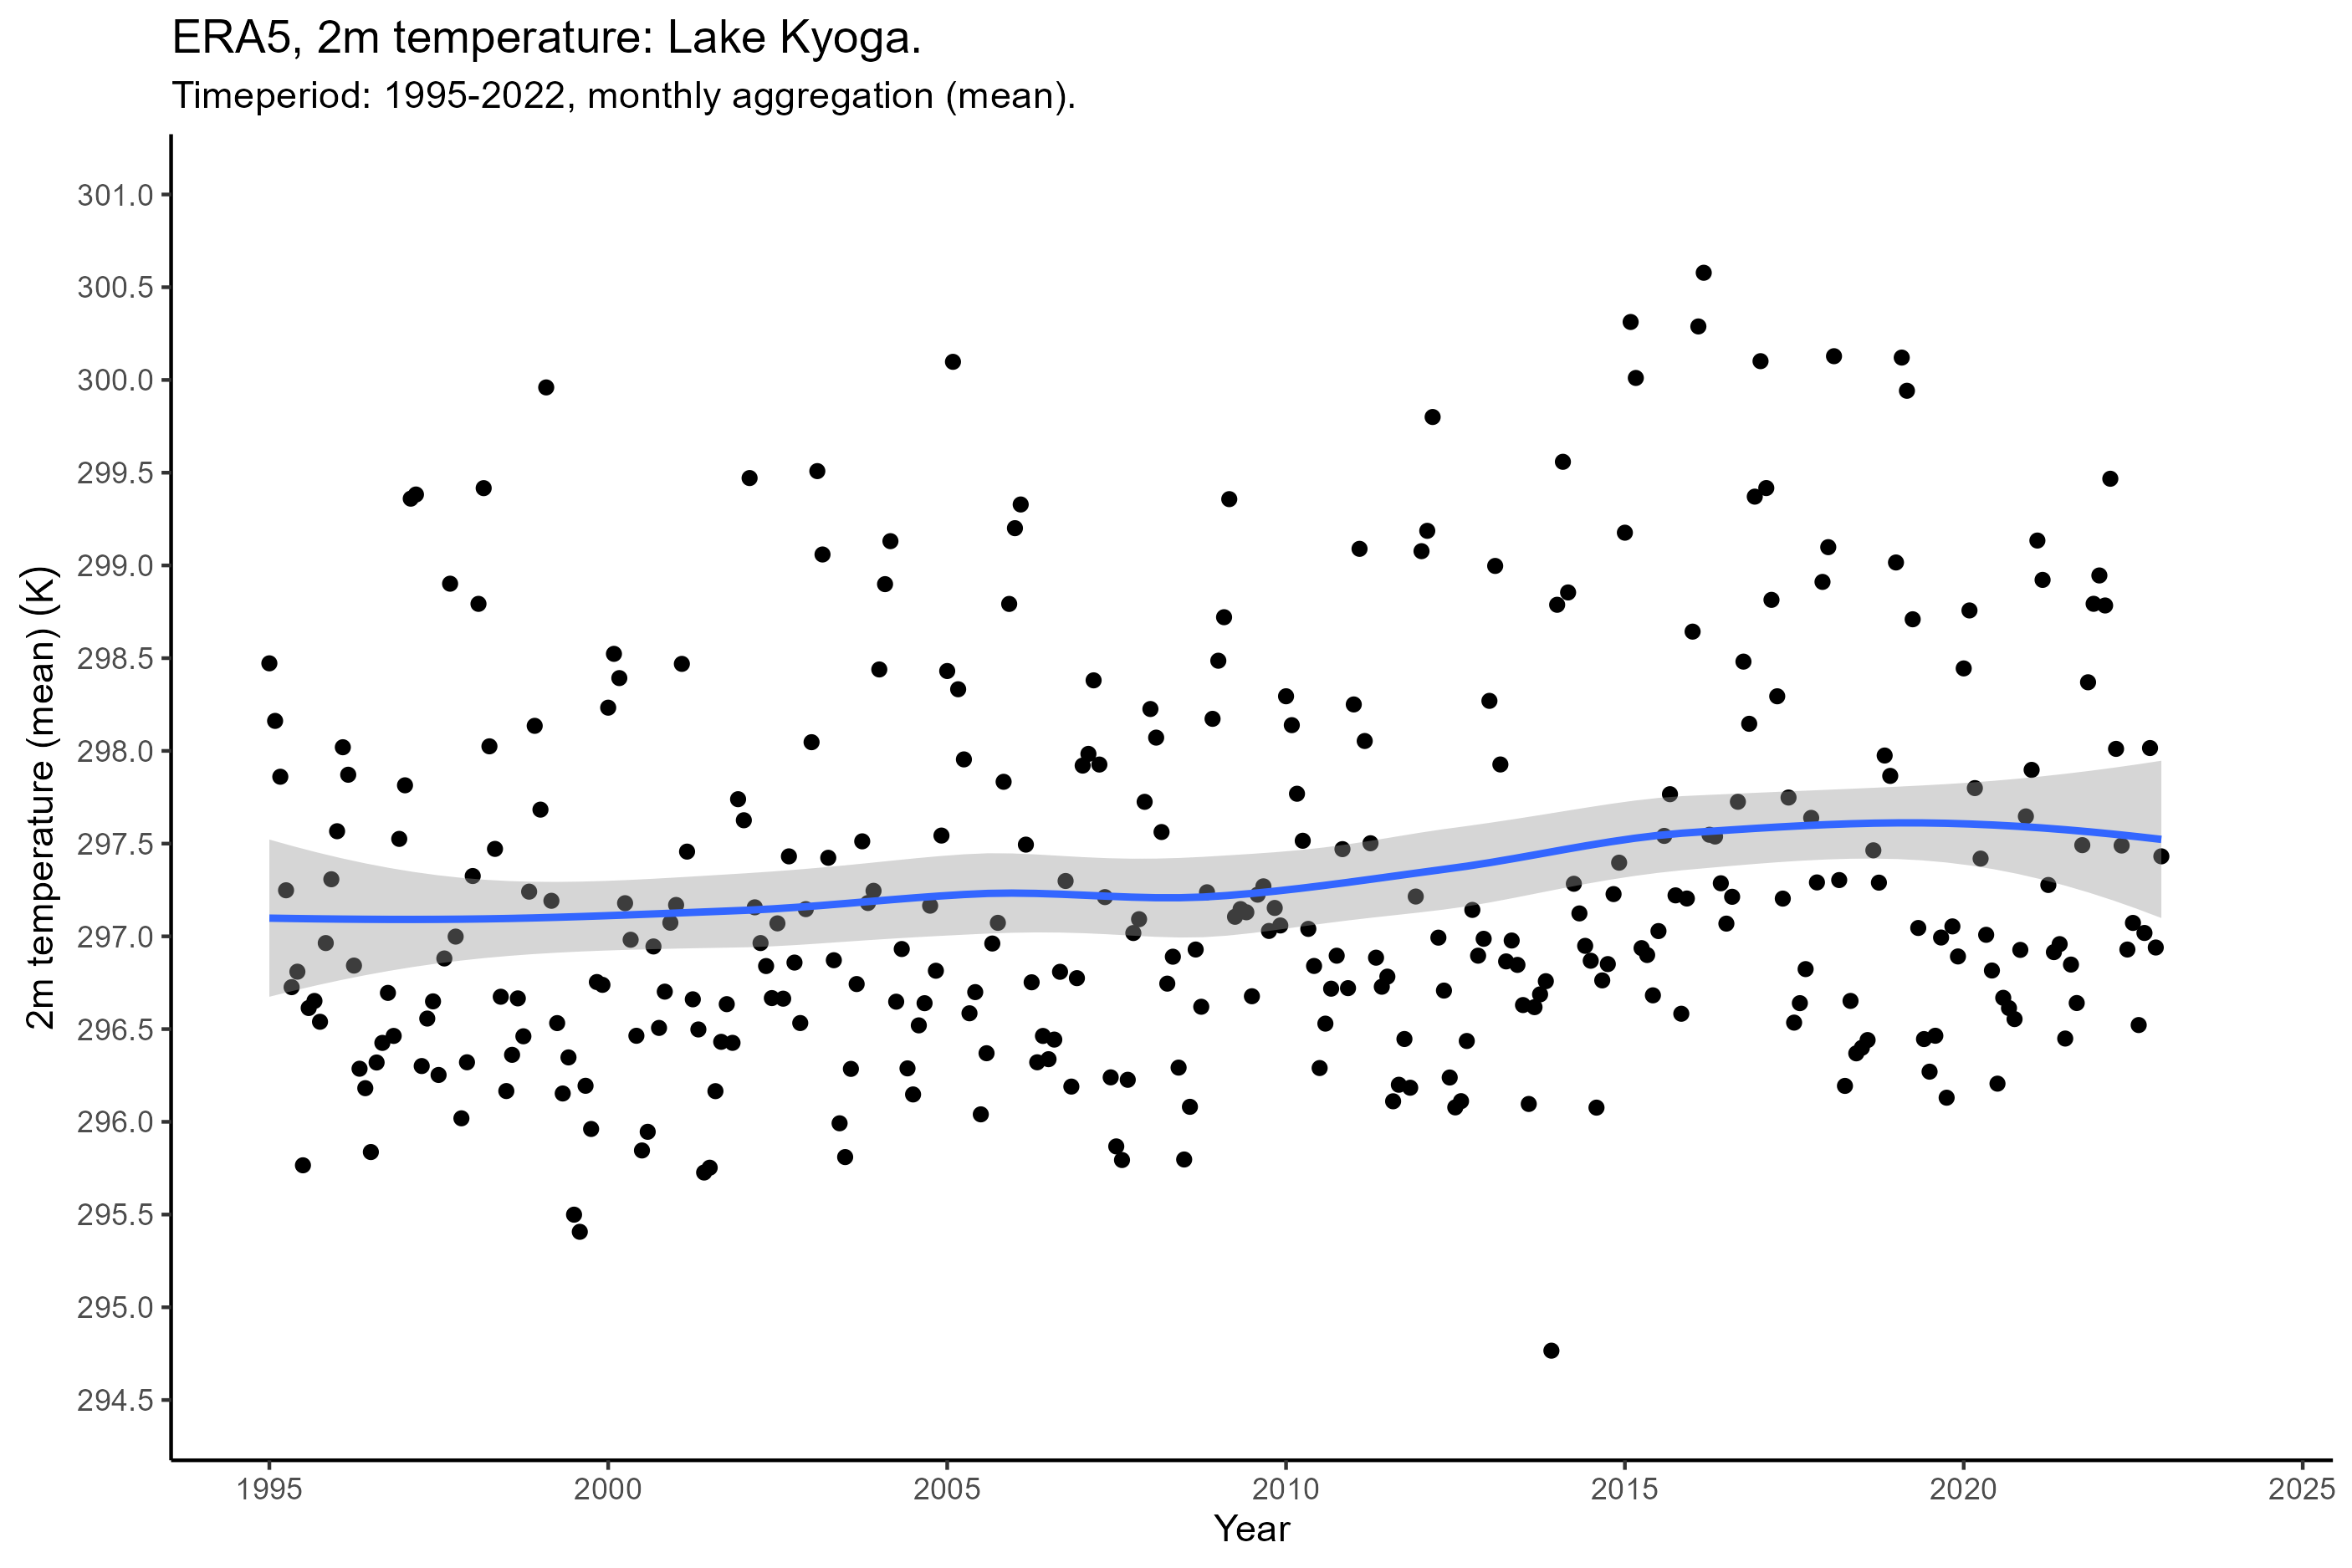 ERA5, 2m temperature: Lake Kyoga.
Timeperiod: 1995-2022, monthly aggregation (mean).
2m temperature (mean) (K)
301.0
300.5
300.0
299.5
299.0
298.5
298.0
297.5
297.0
296.5
296.0
295.5
295.0
294.5
1995 2000 2005 2010 2015 2020 2025
Year